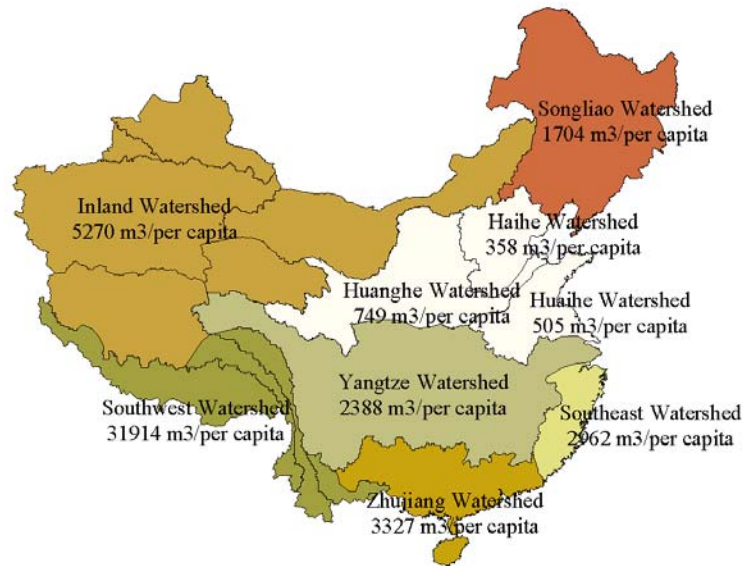 Songliao Watershed
1704 m3/per capita
Inland Watershed
5270 m3/per capita
Haihe Watershed
358 m3/per capita
Huanghe Watershed
749 m3/per capita
Huaihe Watershed
505 m3/per capita
Yangtze Watershed
2388 m3/per capita
Southwest Watershed
31914 m3/per capita
Southeast Watershed
2962 m3/per capita
Zhujiang Watershed
3327 m3/per capita